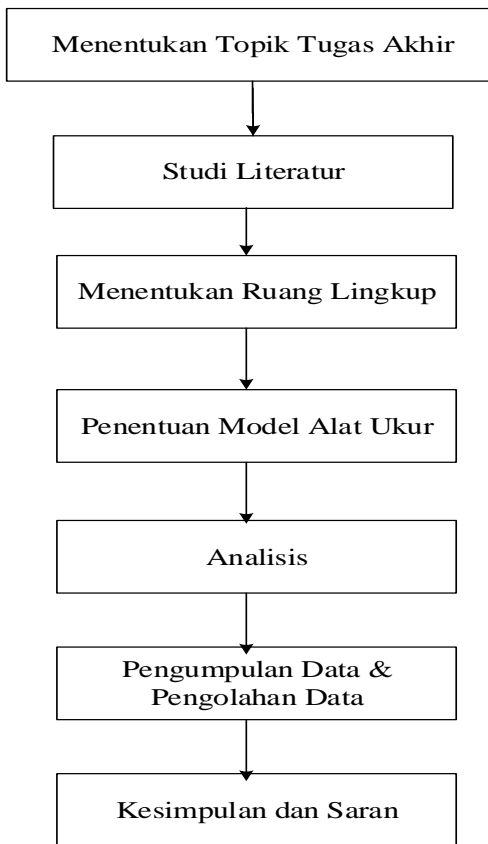 Menentukan Topik Tugas Akhir
Studi Literatur
Menentukan Ruang Lingkup
Penentuan Model Alat Ukur
Analisis
Pengumpulan Data &
Pengolahan Data
Kesimpulan dan Saran